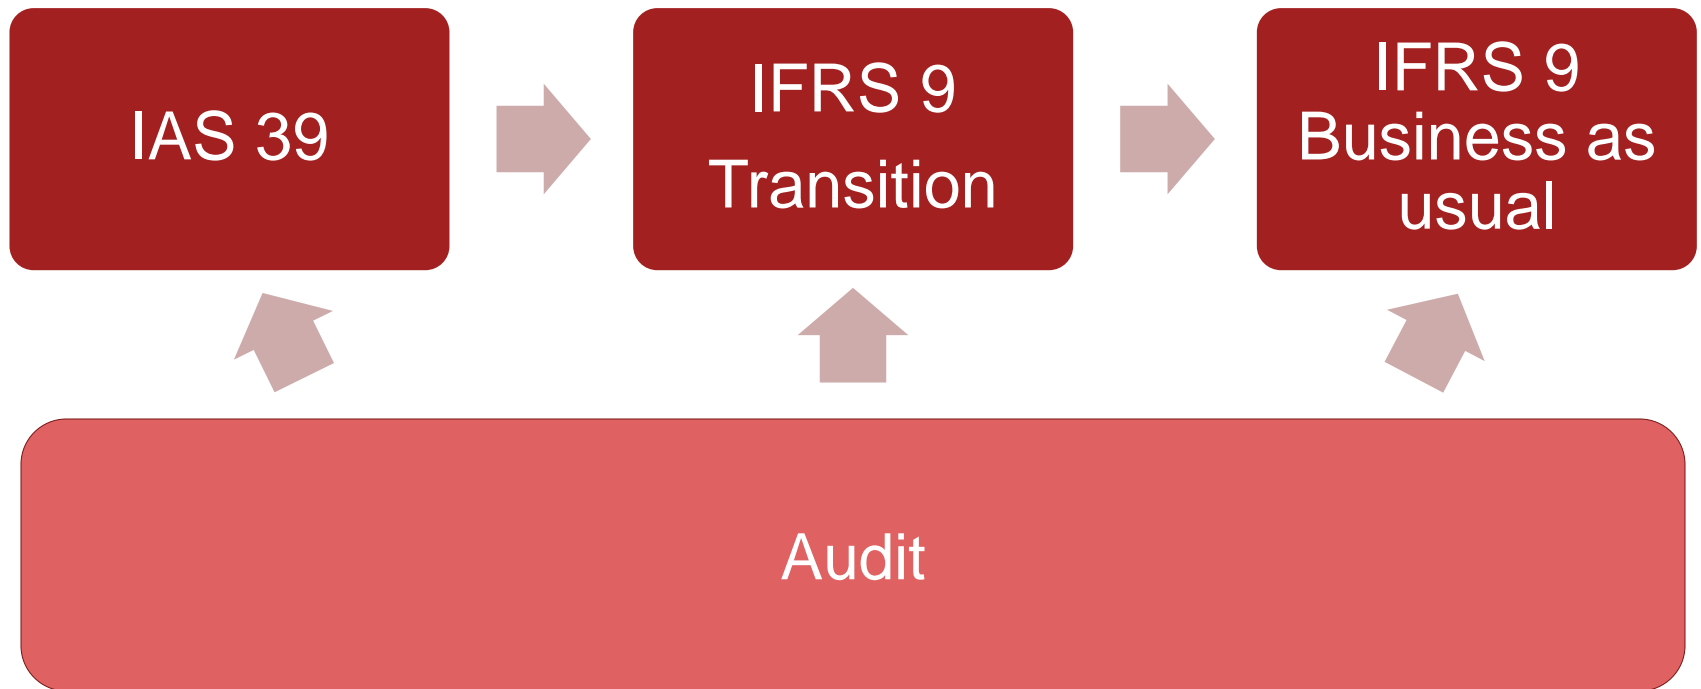 IAS 39
IFRS 9
Transition
IFRS 9
Business as
usual
Audit